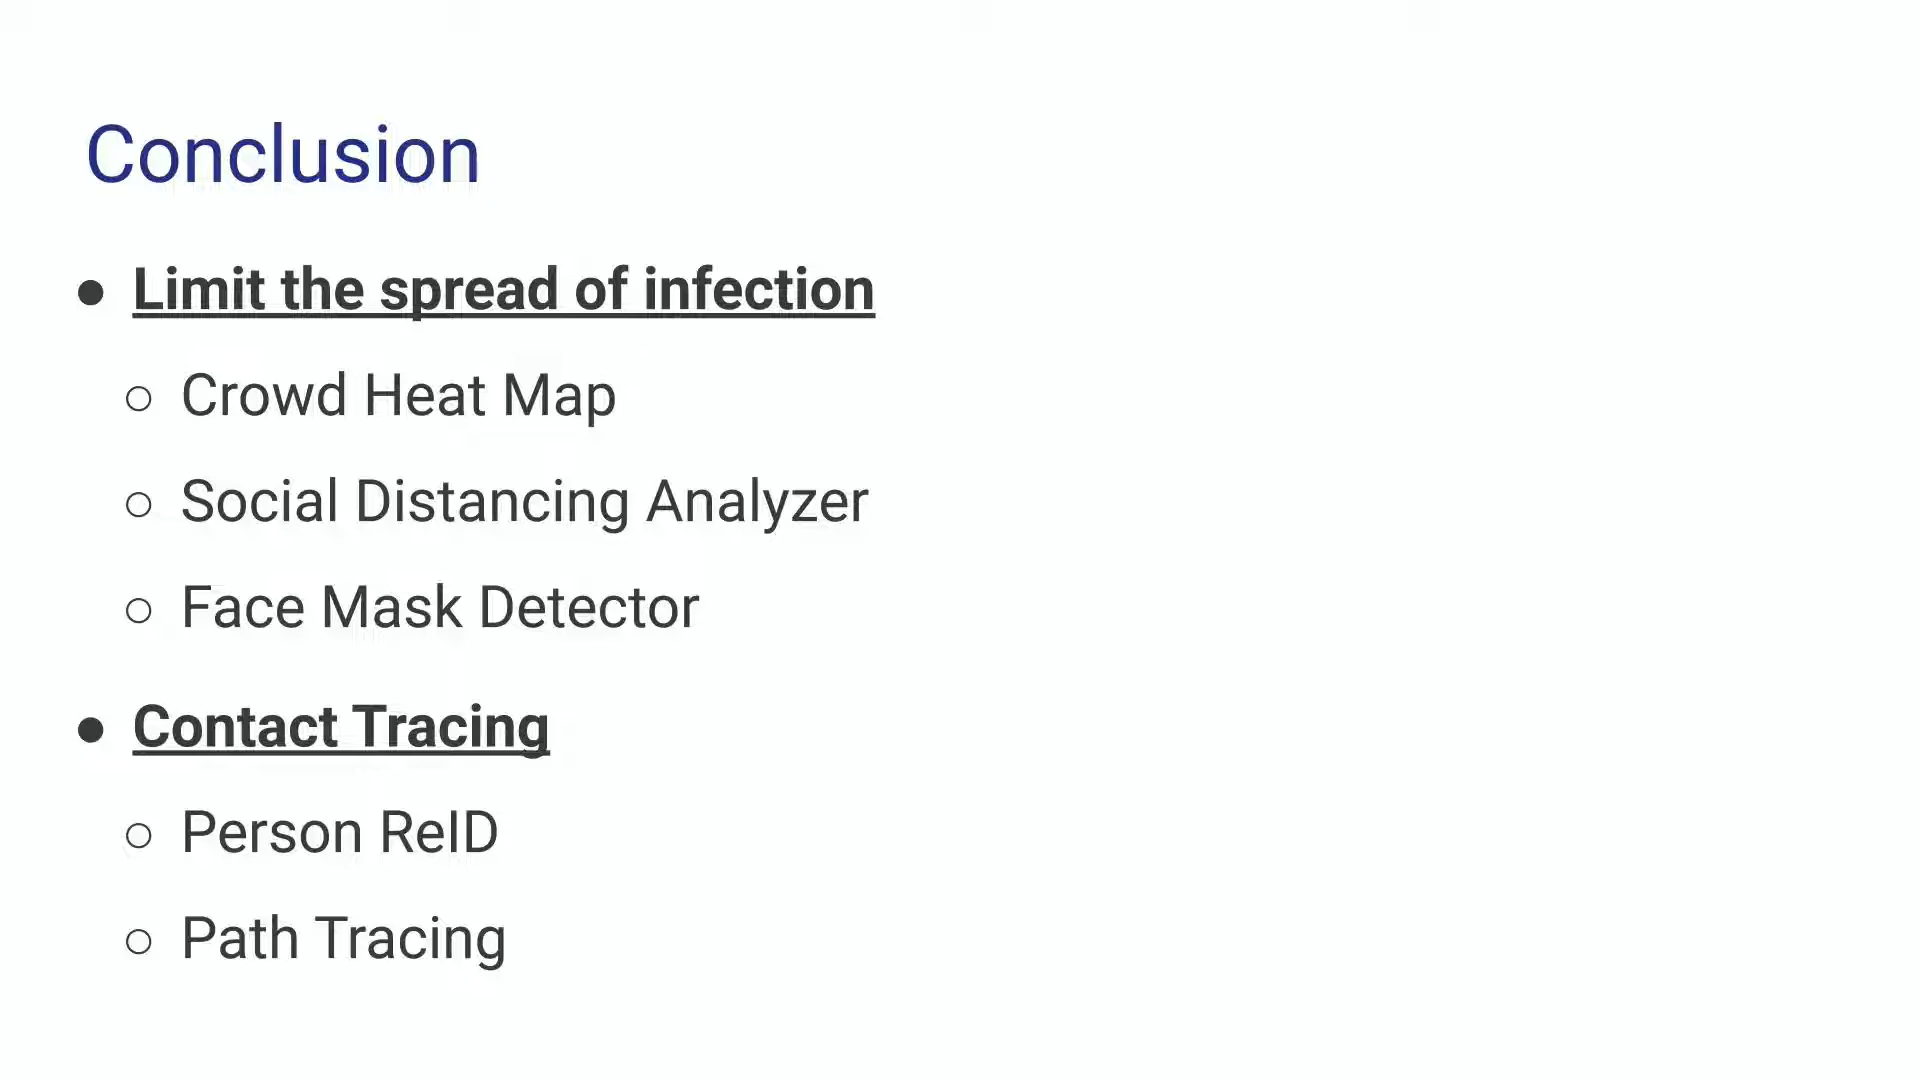 Conclusion
● Limit the spread of infection
○ Crowd Heat Map
○ Social Distancing Analyzer
○ Face Mask Detector
● Contact Tracing
○ Person ReID
○ Path Tracing